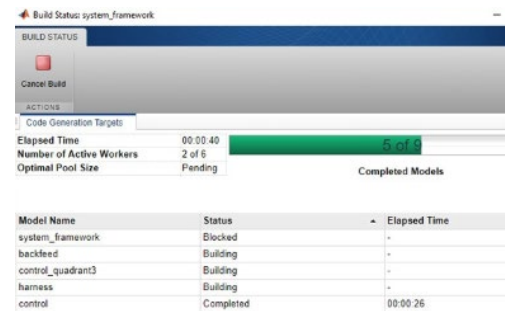 Build Status: system_framework
BUILD STATUS
Cancel Build
ACTIONS
Code Generation Targets
Elapsed Time 00:00:40
Number of Active Workers 2 of 6
Optimal Pool Size Pending
5 of 9
Completed Models
Model Name Status Elapsed Time
system_framework Blocked -
backfeed Building -
control_quadrant3 Building -
harness Building -
control Completed 00:00:26